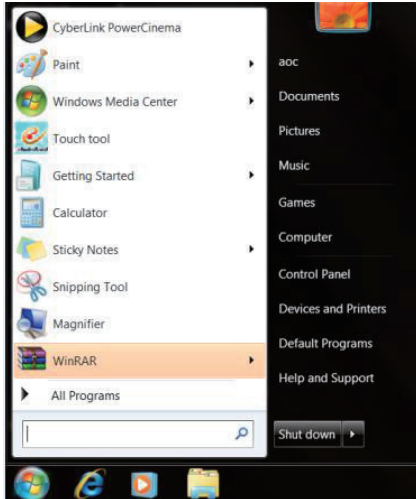 CyberLink PowerCinema
Paint
Windows Media Center
Touch tool
Getting Started
Calculator
Sticky Notes
Snipping Tool
Magnifier
WinRAR
All Programs
aoc
Documents
Pictures
Music
Games
Computer
Control Panel
Devices and Printers
Default Programs
Help and Support
Shut down